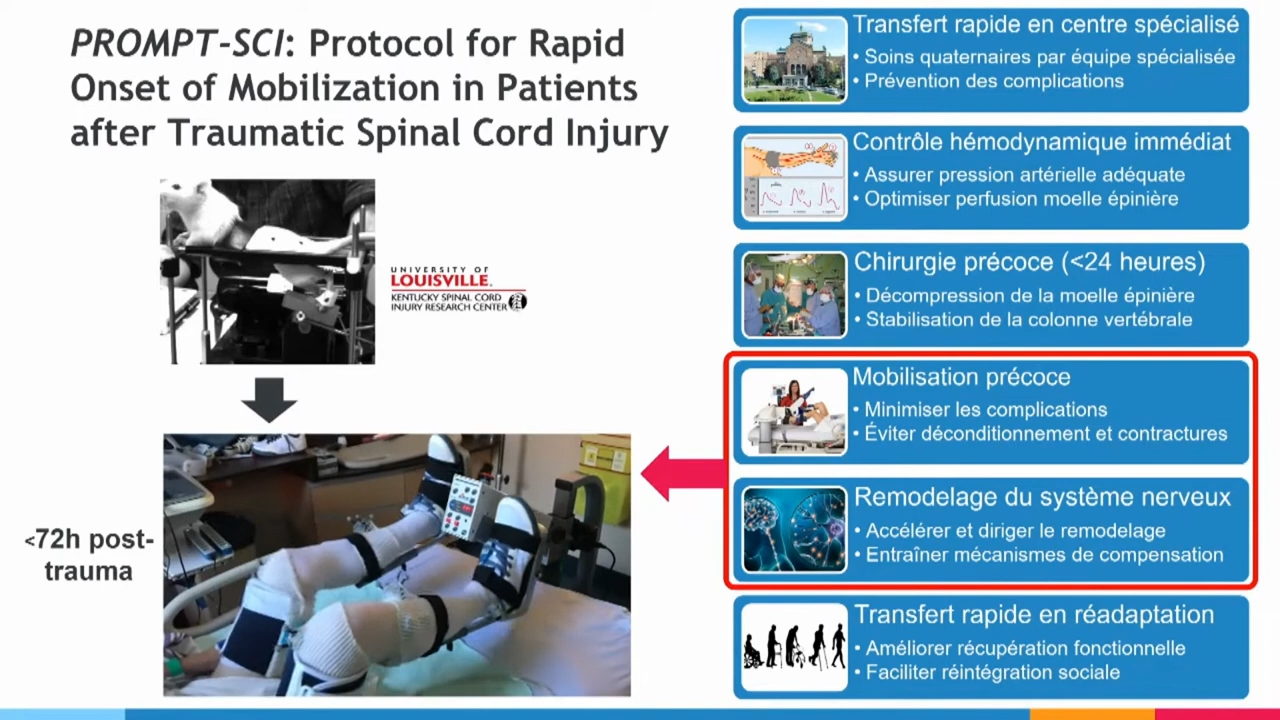 PROMPT-SCI: Protocol for Rapid
Onset of Mobilization in Patients
after Traumatic Spinal Cord Injury
UNIVERSITY OF
LOUISVILLE.
KENTUCKY SPINAL CORD
INJURY RESEARCH CENTER
<72h post-
trauma
Transfert rapide en centre spécialisé
• Soins quaternaires par équipe spécialisée
• Prévention des complications
Contrôle hémodynamique immédiat
• Assurer pression artérielle adéquate
• Optimiser perfusion moelle épinière
Chirurgie précoce (<24 heures)
• Décompression de la moelle épinière
• Stabilisation de la colonne vertébrale
Mobilisation précoce
• Minimiser les complications
• Éviter déconditionnement et contractures
Remodelage du système nerveux
• Accélérer et diriger le remodelage
• Entraîner mécanismes de compensation
Transfert rapide en réadaptation
• Améliorer récupération fonctionnelle
• Faciliter réintégration sociale